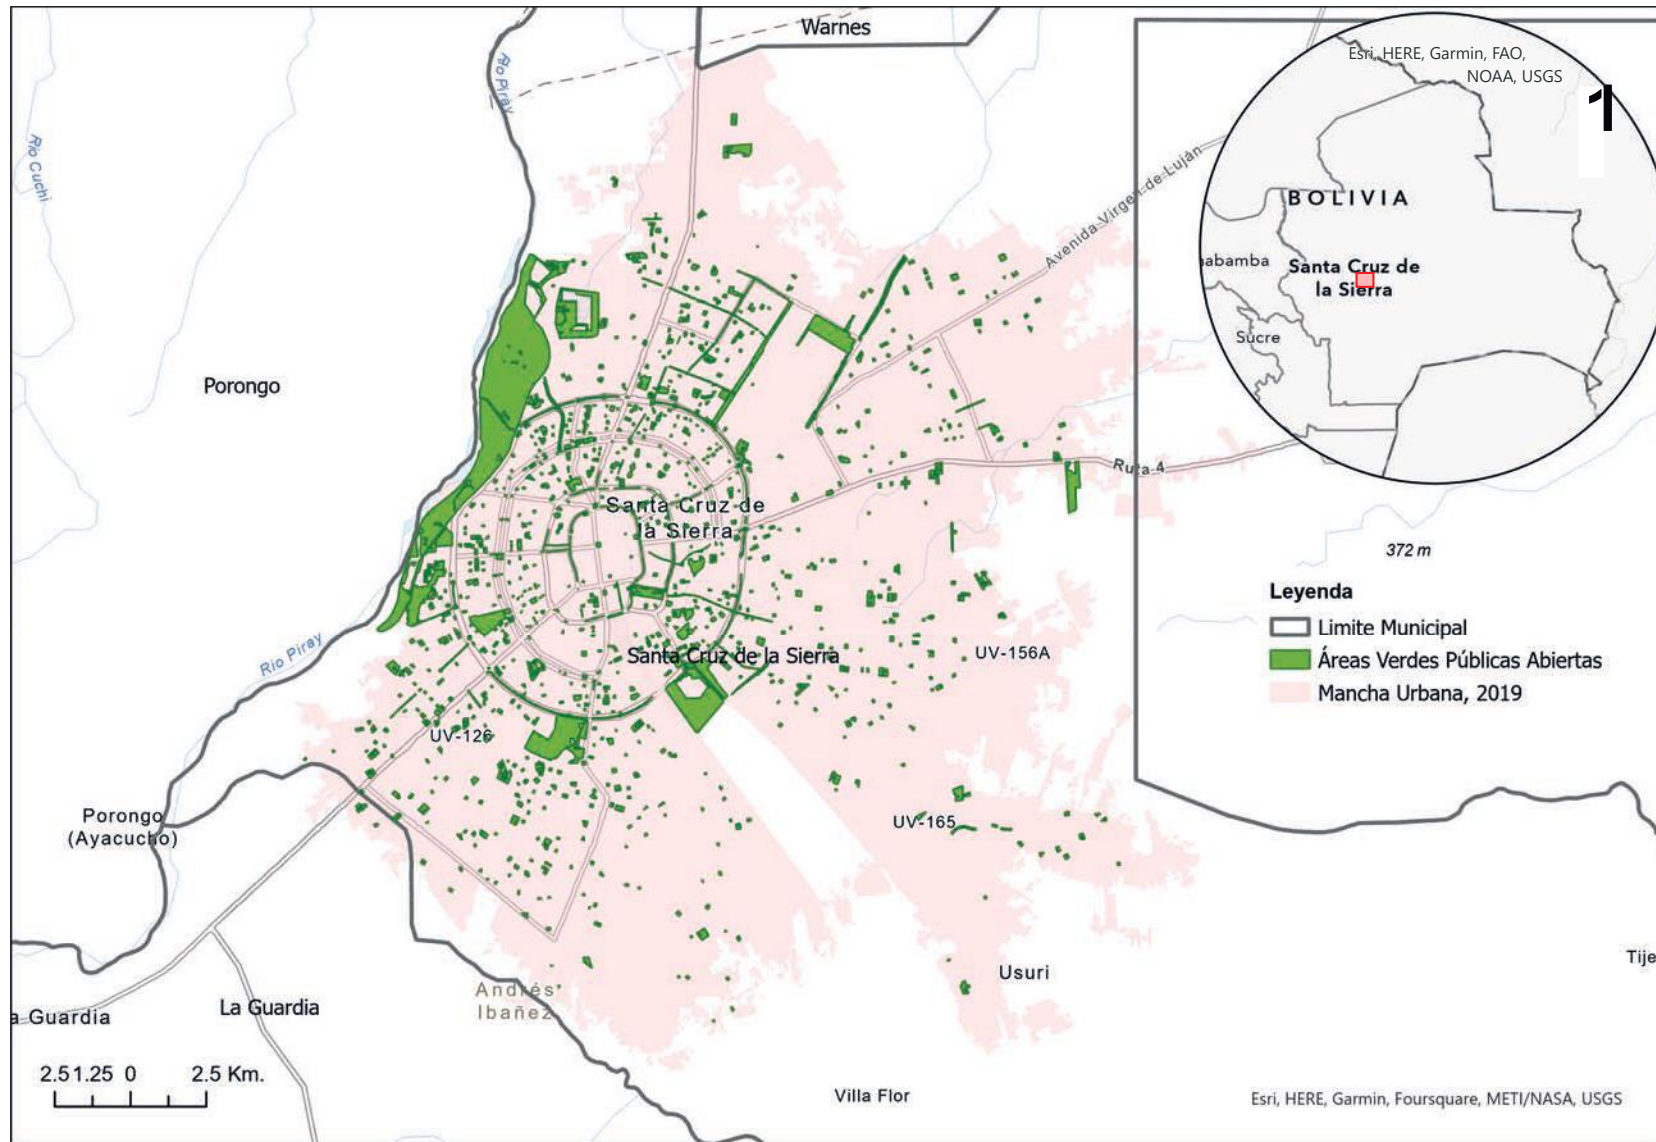 Warnes
Esri, HERE, Garmin, FAO,
NOAA, USGS
1
Río Piray
Río Cuchi
Avenida Virgen de Luján
BOLIVIA
abamba
Santa Cruz de
la Sierra
Sucre
Porongo
Ruta 4
Santa Cruz de
la Sierra
372 m
Leyenda
Limite Municipal
Áreas Verdes Públicas Abiertas
Mancha Urbana, 2019
Río Piray
Santa Cruz de la Sierra
UV-156A
UV-126
Porongo
(Ayacucho)
UV-165
Usuri
Tije
Andrés
Ibañez
La Guardia
a Guardia
2.5 1.25 0 2.5 Km.
Villa Flor
Esri, HERE, Garmin, Foursquare, METI/NASA, USGS